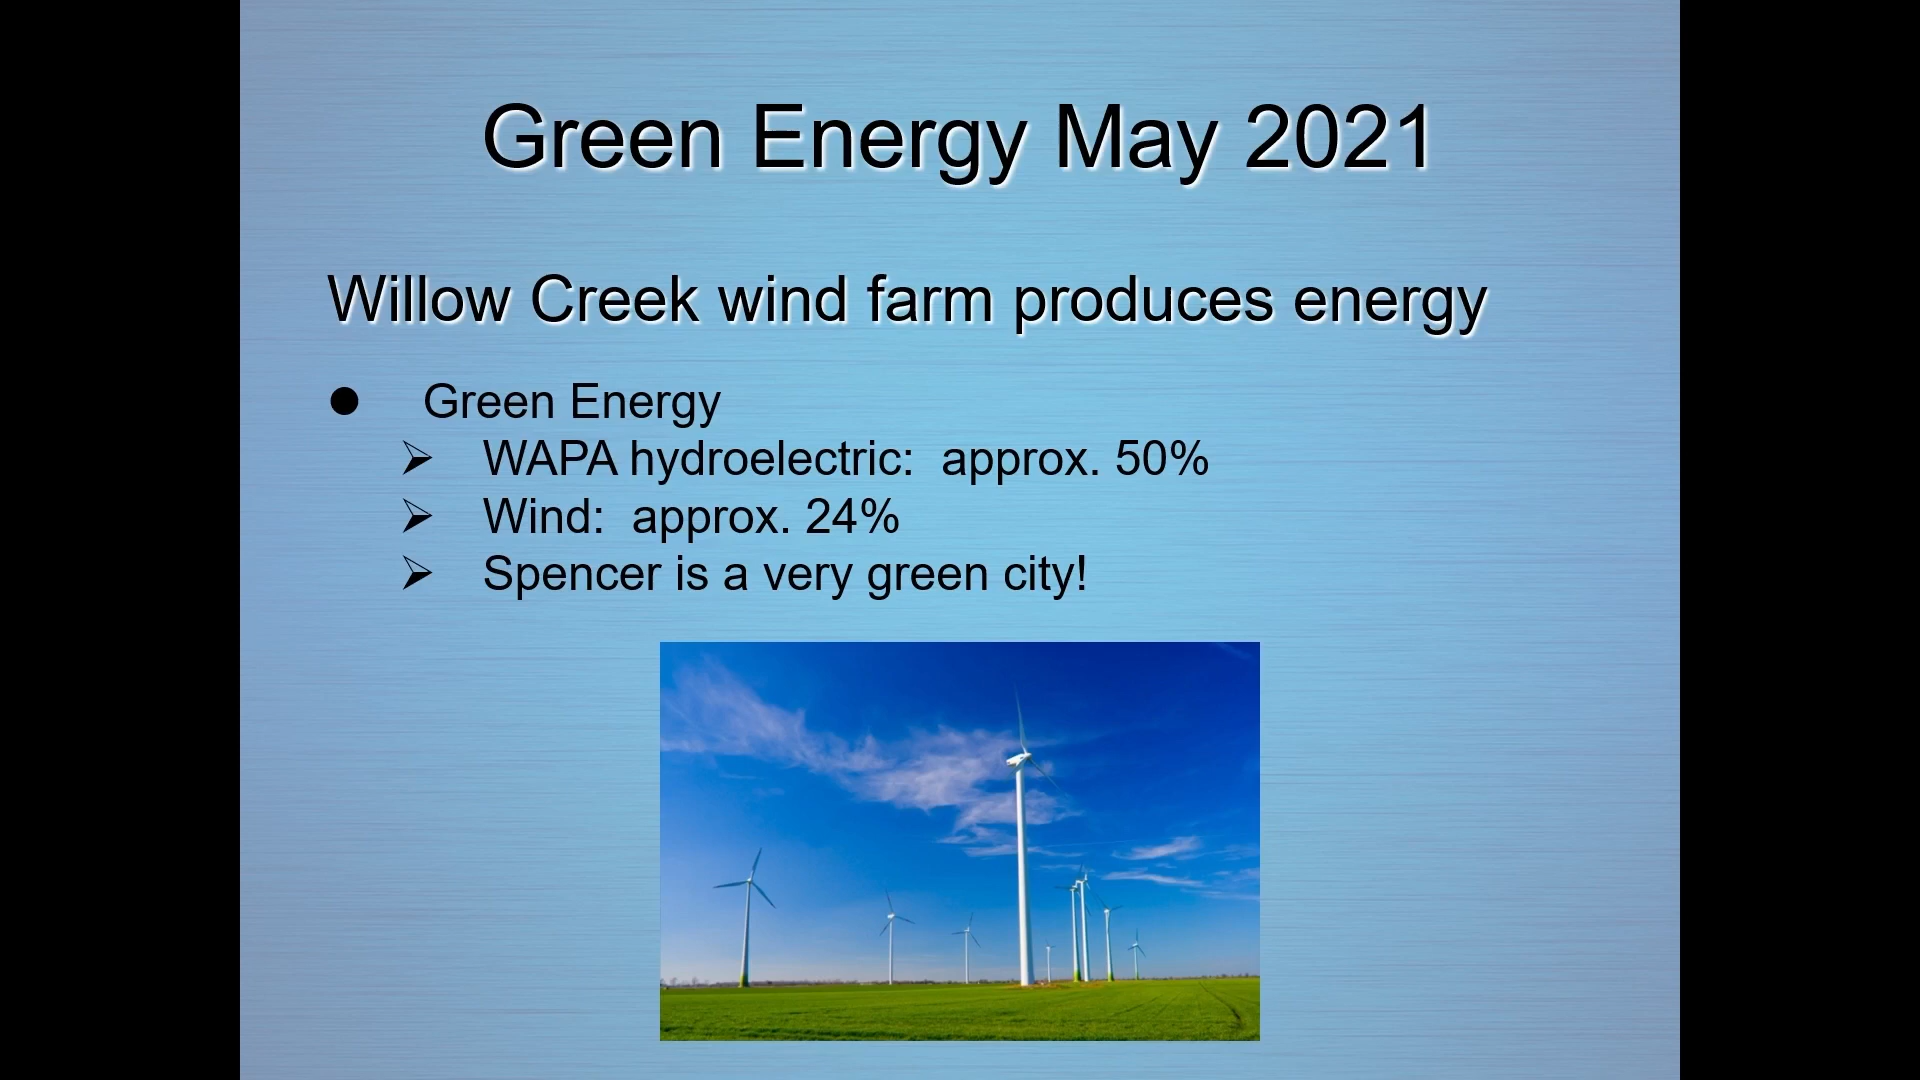 Green Energy May 2021
Willow Creek wind farm produces energy
● Green Energy
➢ WAPA hydroelectric:  approx. 50%
➢ Wind:  approx. 24%
➢ Spencer is a very green city!